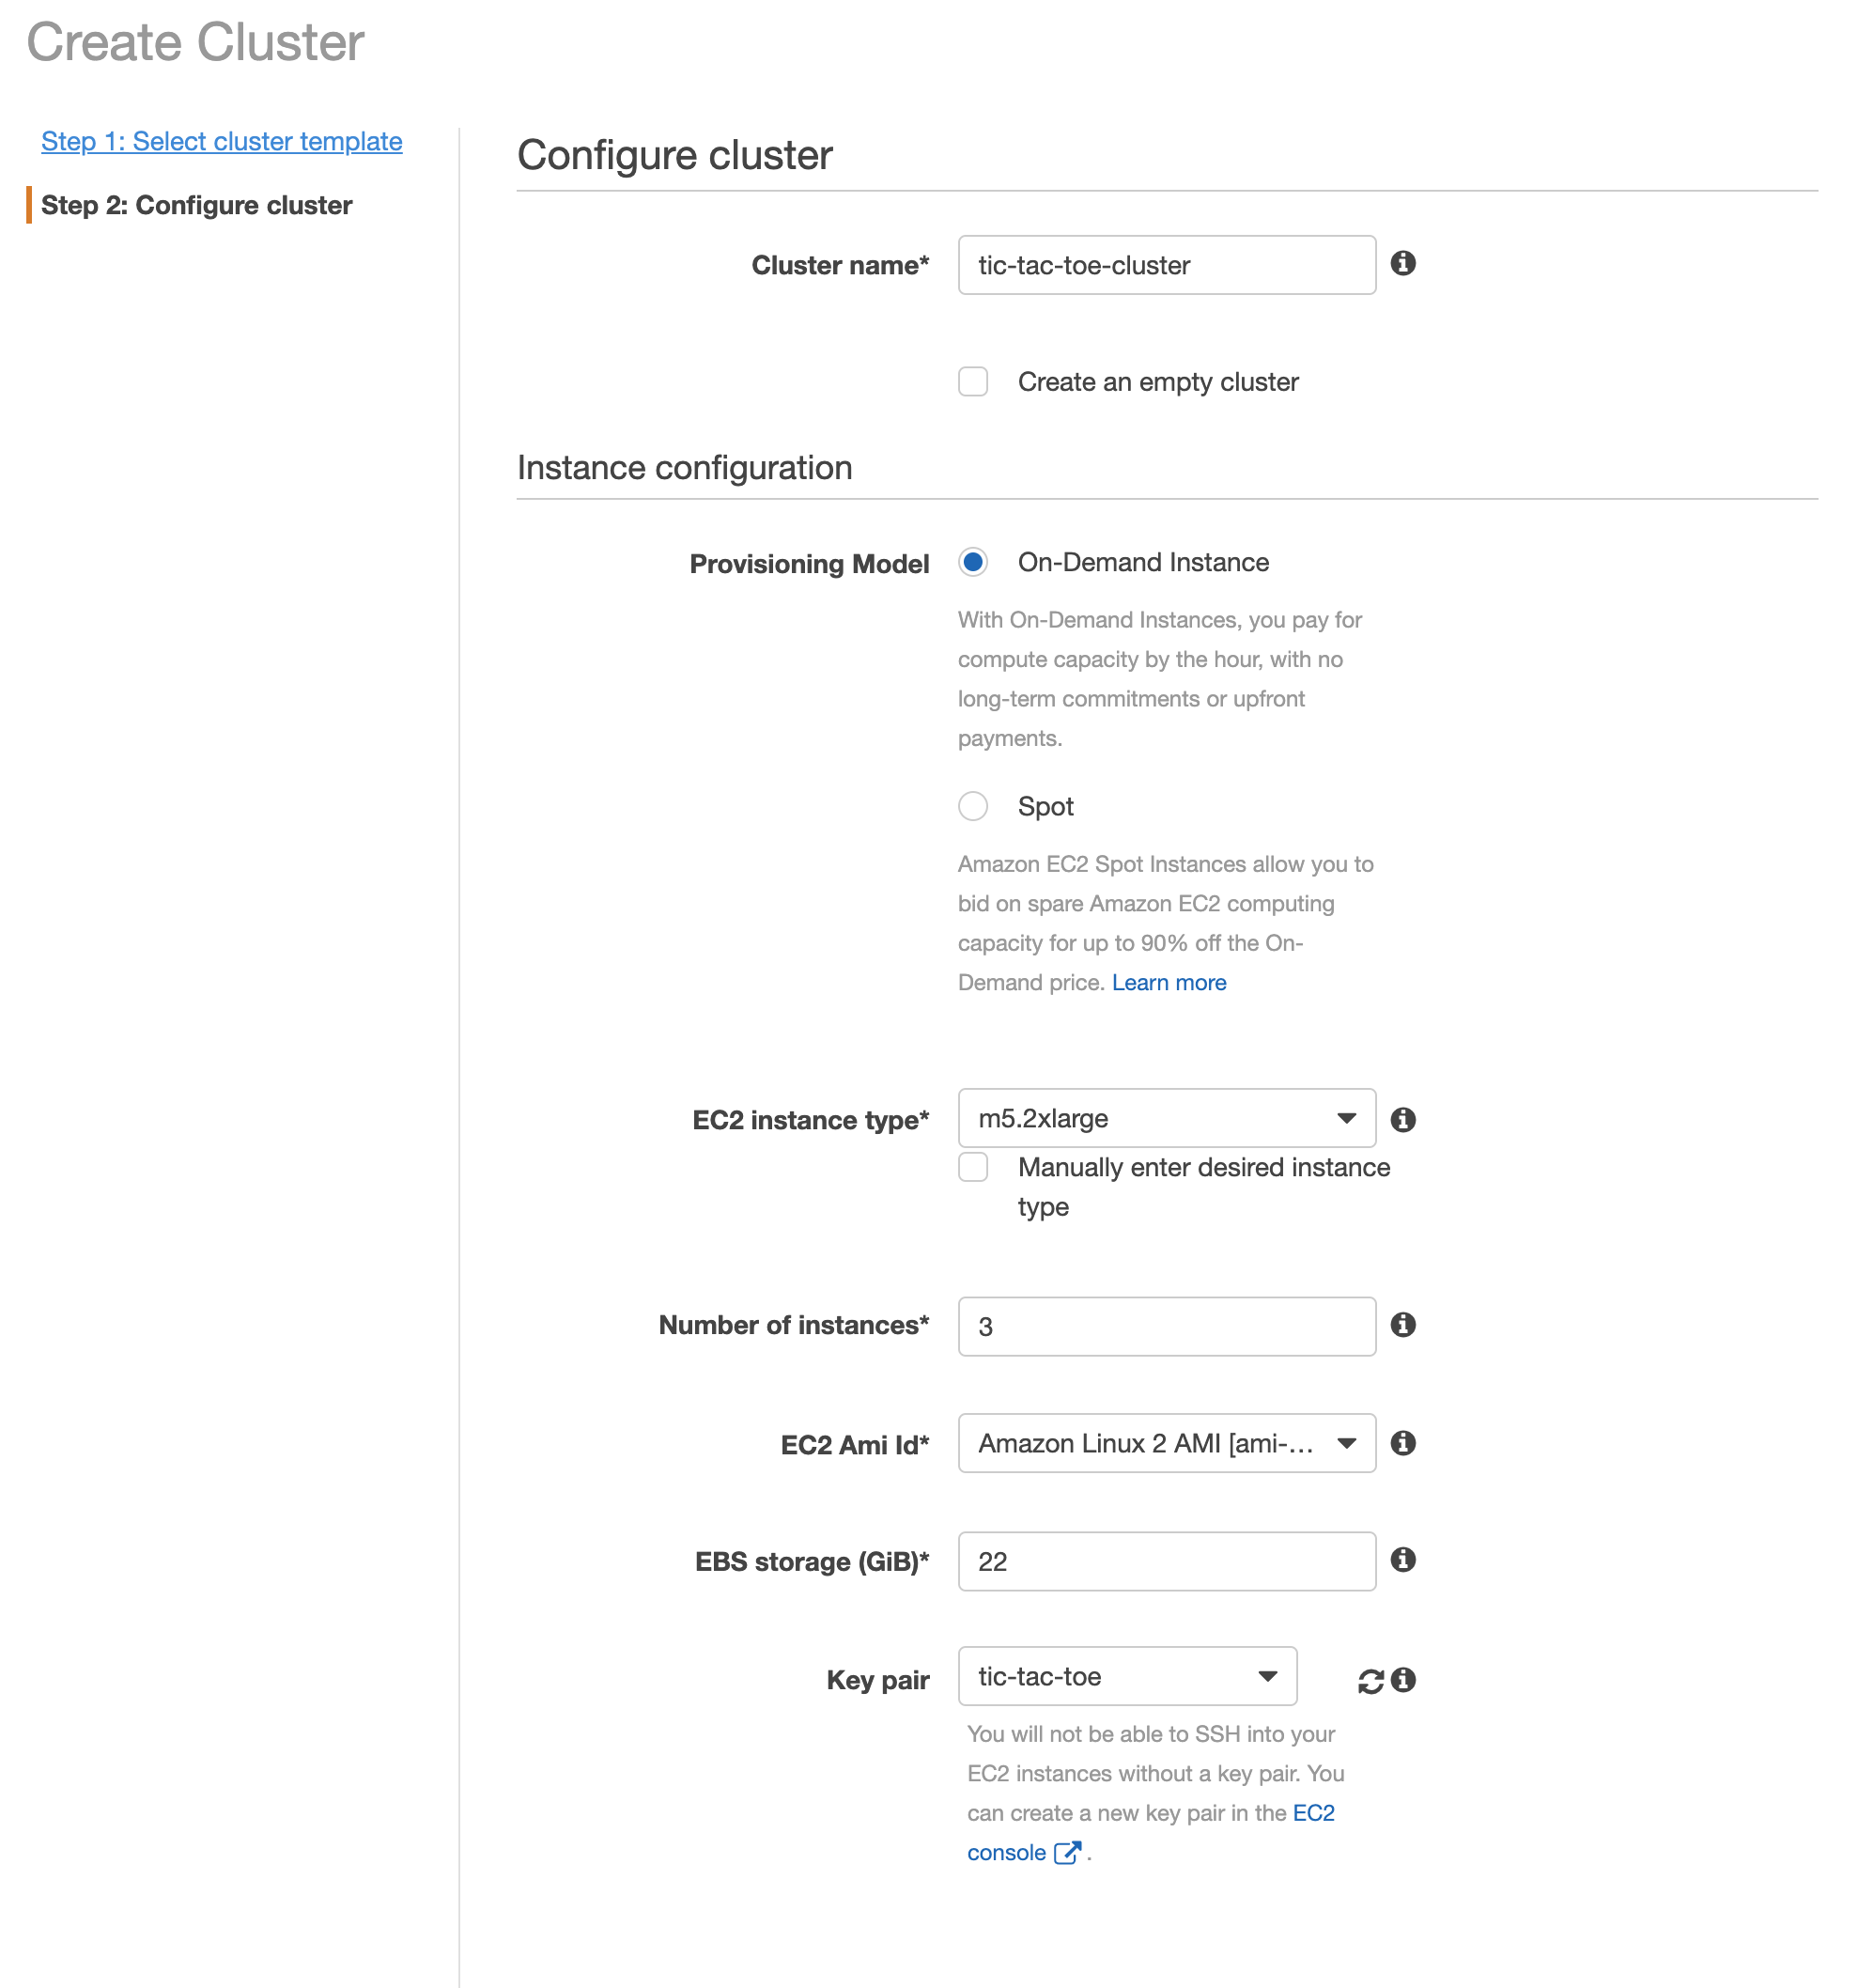 Create Cluster
Step 1: Select cluster template
Step 2: Configure cluster
Configure cluster
Cluster name*
tic-tac-toe-cluster
Create an empty cluster
Instance configuration
Provisioning Model
On-Demand Instance
With On-Demand Instances, you pay for
compute capacity by the hour, with no
long-term commitments or upfront
payments.
Spot
Amazon EC2 Spot Instances allow you to
bid on spare Amazon EC2 computing
capacity for up to 90% off the On-
Demand price. Learn more
EC2 instance type*
m5.2xlarge
Manually enter desired instance
type
Number of instances*
3
EC2 Ami Id*
Amazon Linux 2 AMI [ami-...
EBS storage (GiB)*
22
Key pair
tic-tac-toe
You will not be able to SSH into your
EC2 instances without a key pair. You
can create a new key pair in the EC2
console .